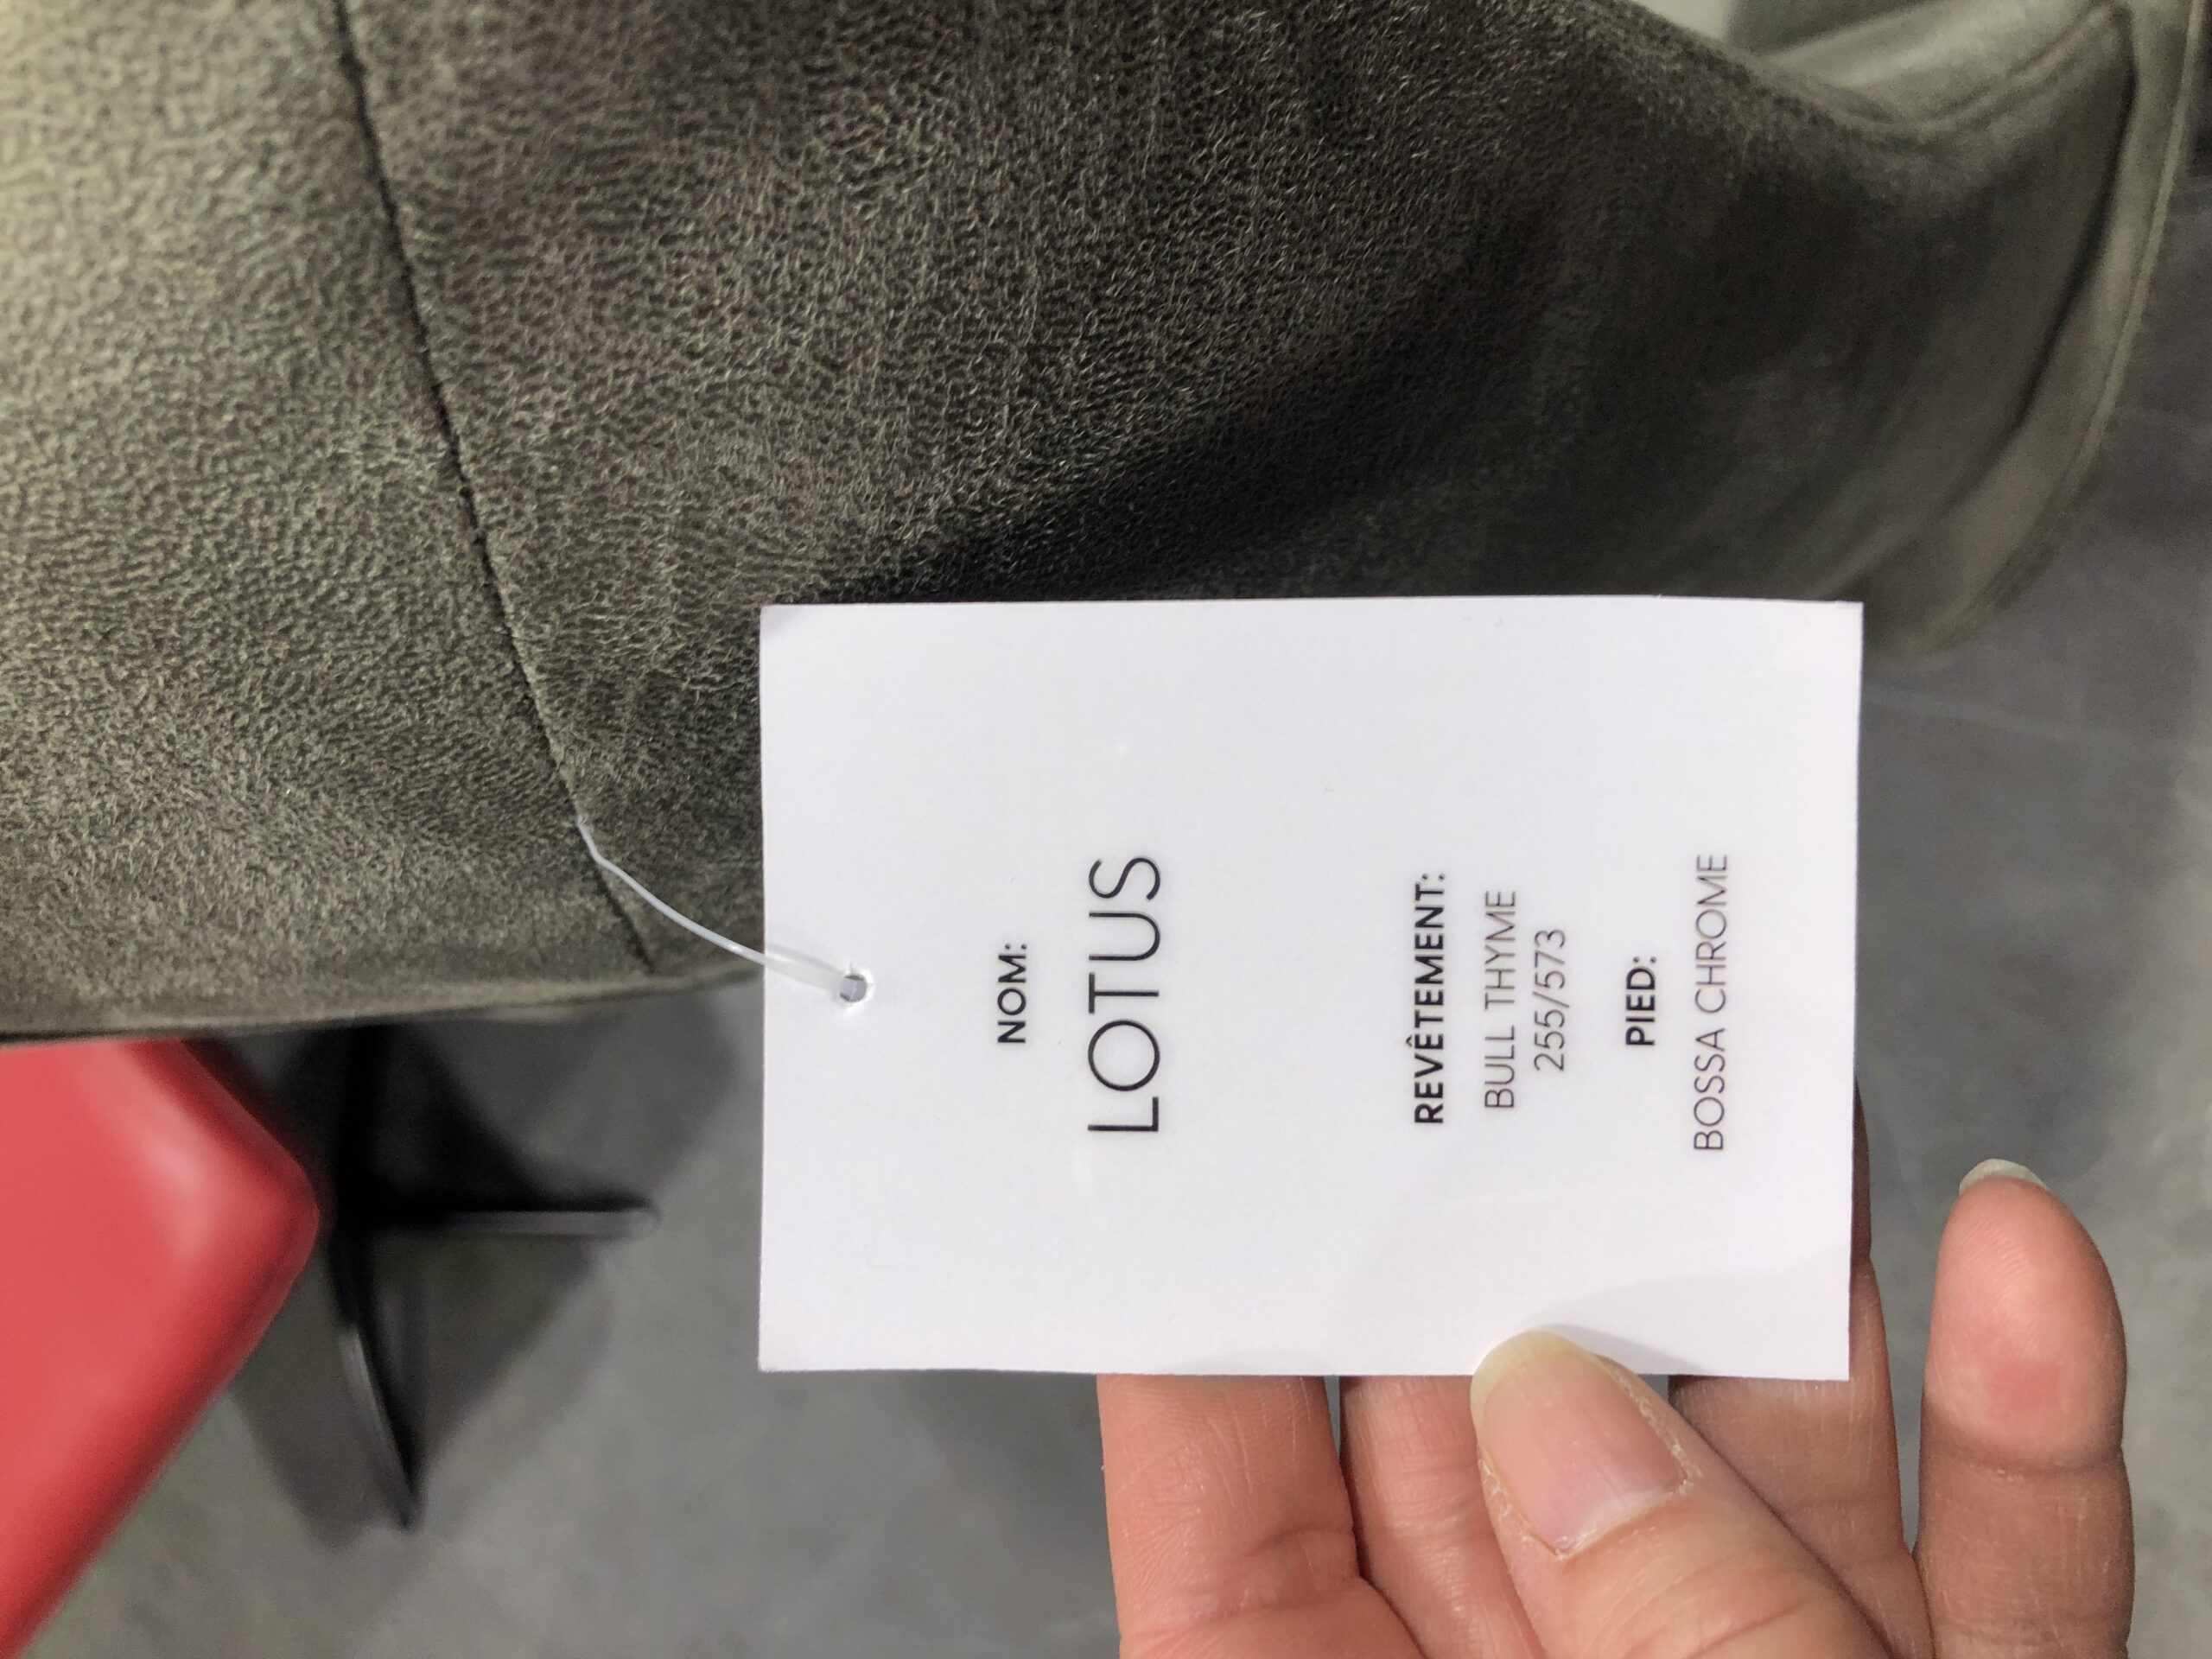 NOM:
LOTUS
REVÊTEMENT:
BULL THYME
255/573
PIED:
BOSSA CHROME